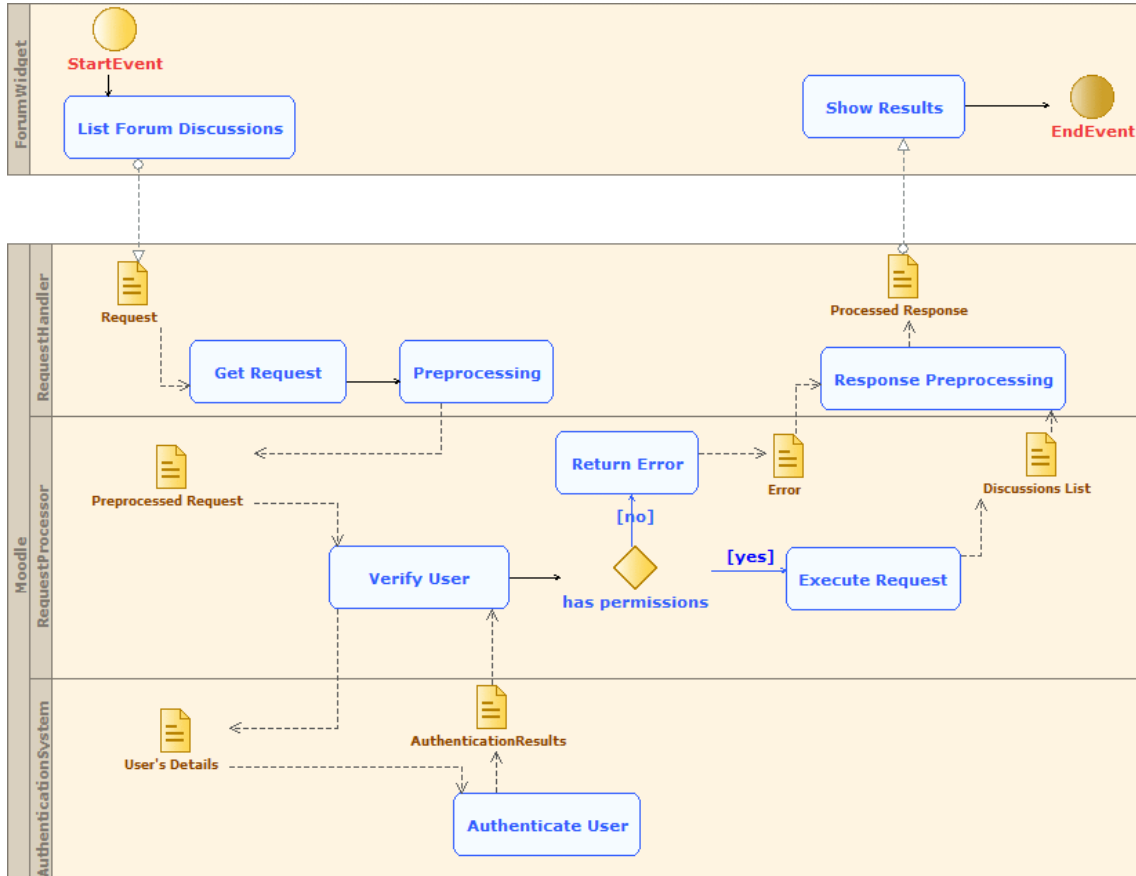 ForumWidget
StartEvent
List Forum Discussions
Show Results
EndEvent
Moodle
RequestHandler
Request
Get Request
Preprocessing
Processed Response
Response Preprocessing
RequestProcessor
Preprocessed Request
Return Error
Error
Discussions List
[no]
Verify User
has permissions
[yes]
Execute Request
AuthenticationSystem
User's Details
AuthenticationResults
Authenticate User